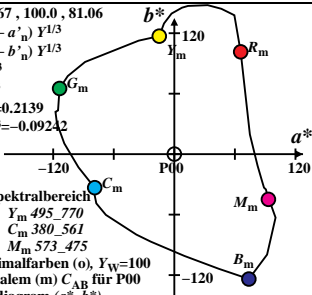 67 , 100.0 , 81.06
b*
– a'n) Y1/3
120
– b'n) Y1/3
Ym
Rm
Gm
=0.2139
*=–0.09242
a*
–120
P00
120
Cm
pektralbereich
Ym 495_770
Mm
Cm 380_561
Mm 573_475
Bm
imalfarben (o), YW=100
–120
alem (m) CAB für P00